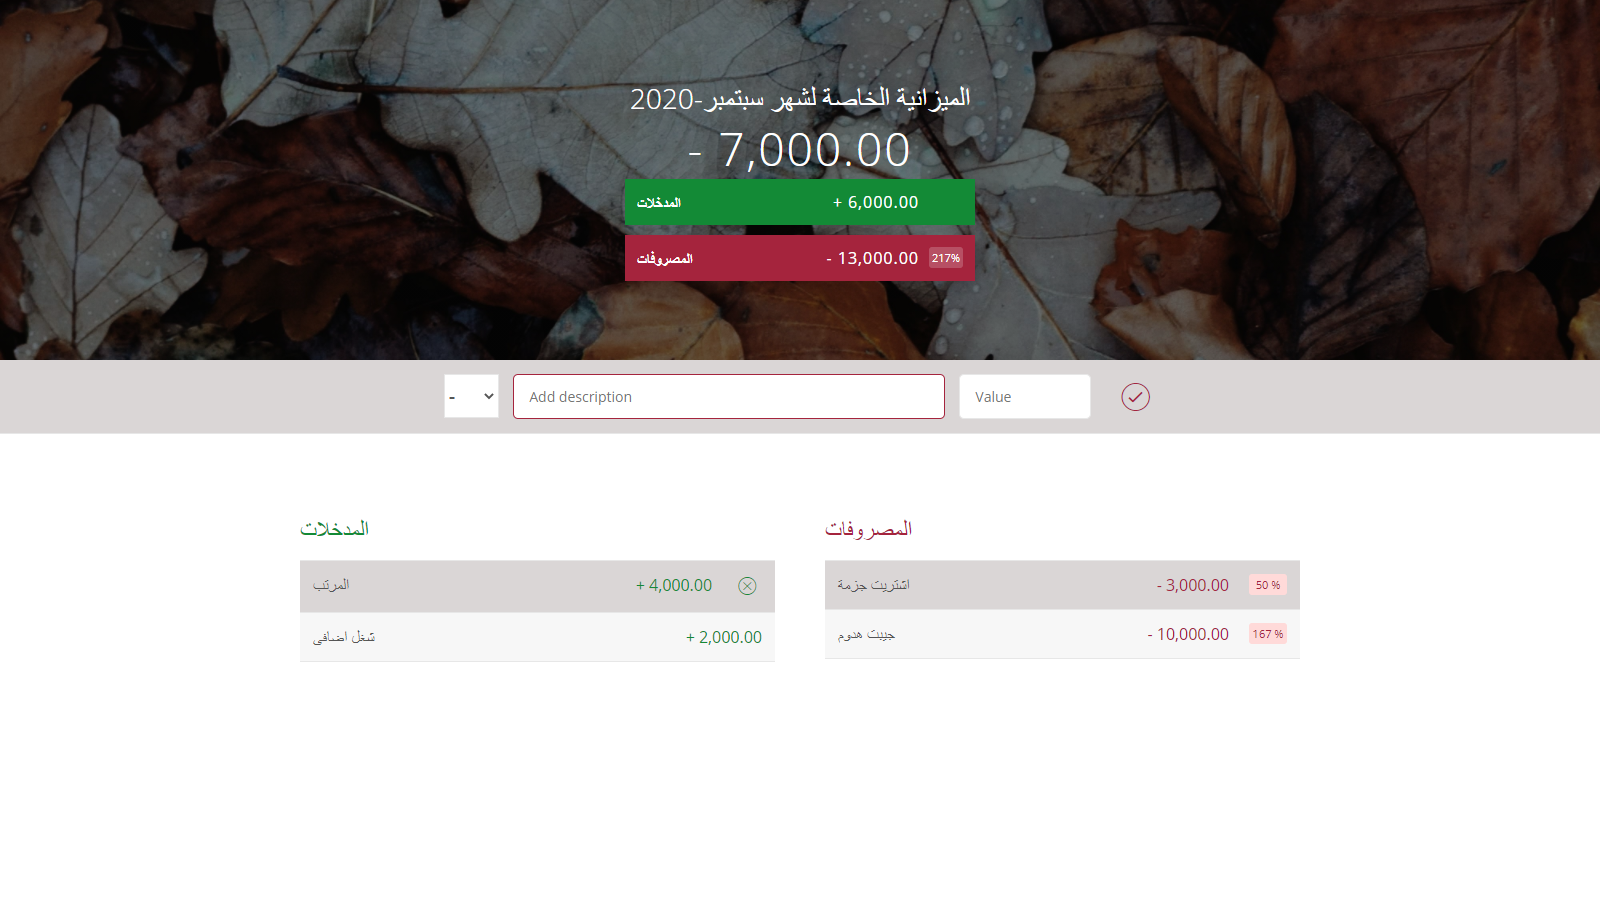 الميزانية الخاصة لشهر سبتمبر-2020
- 7,000.00
المدخلات + 6,000.00
المصروفات - 13,000.00 217%
- Add description Value
المدخلات
المرتب + 4,000.00
شغل اضافى + 2,000.00
المصروفات
اشتريت جزمة - 3,000.00 50 %
جيبت هدوم - 10,000.00 167 %